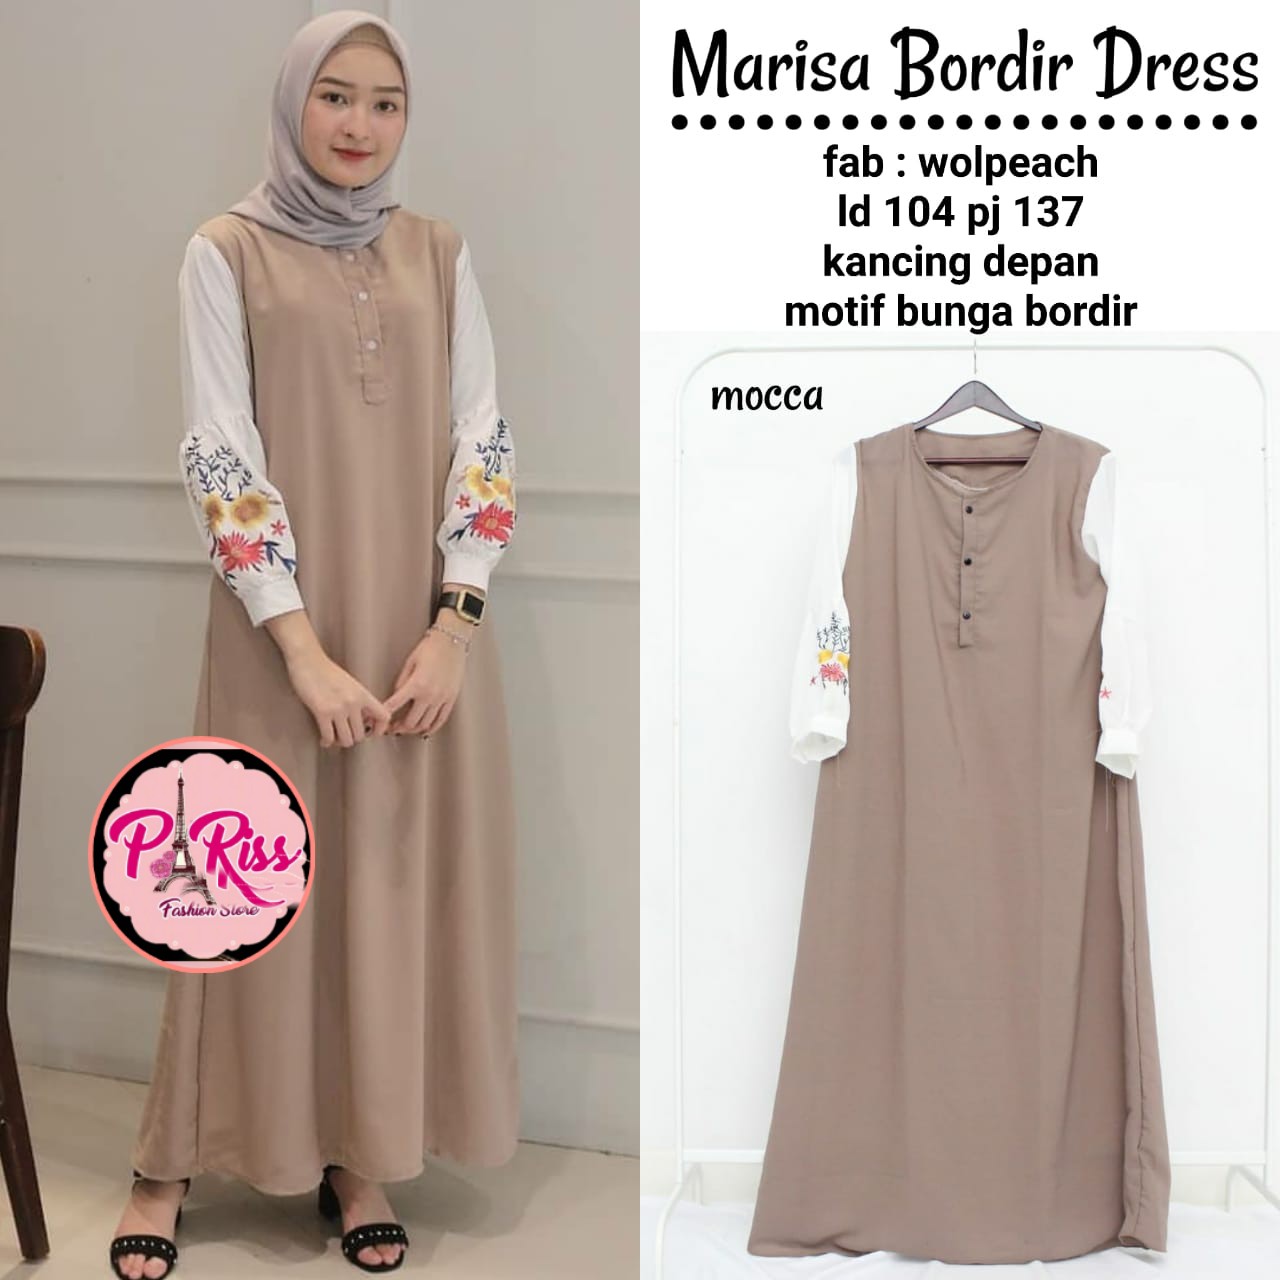 Marisa Bordir Dress
fab : wolpeach
ld 104 pj 137
kancing depan
motif bunga bordir
mocca
PaRiss
Fashion Store